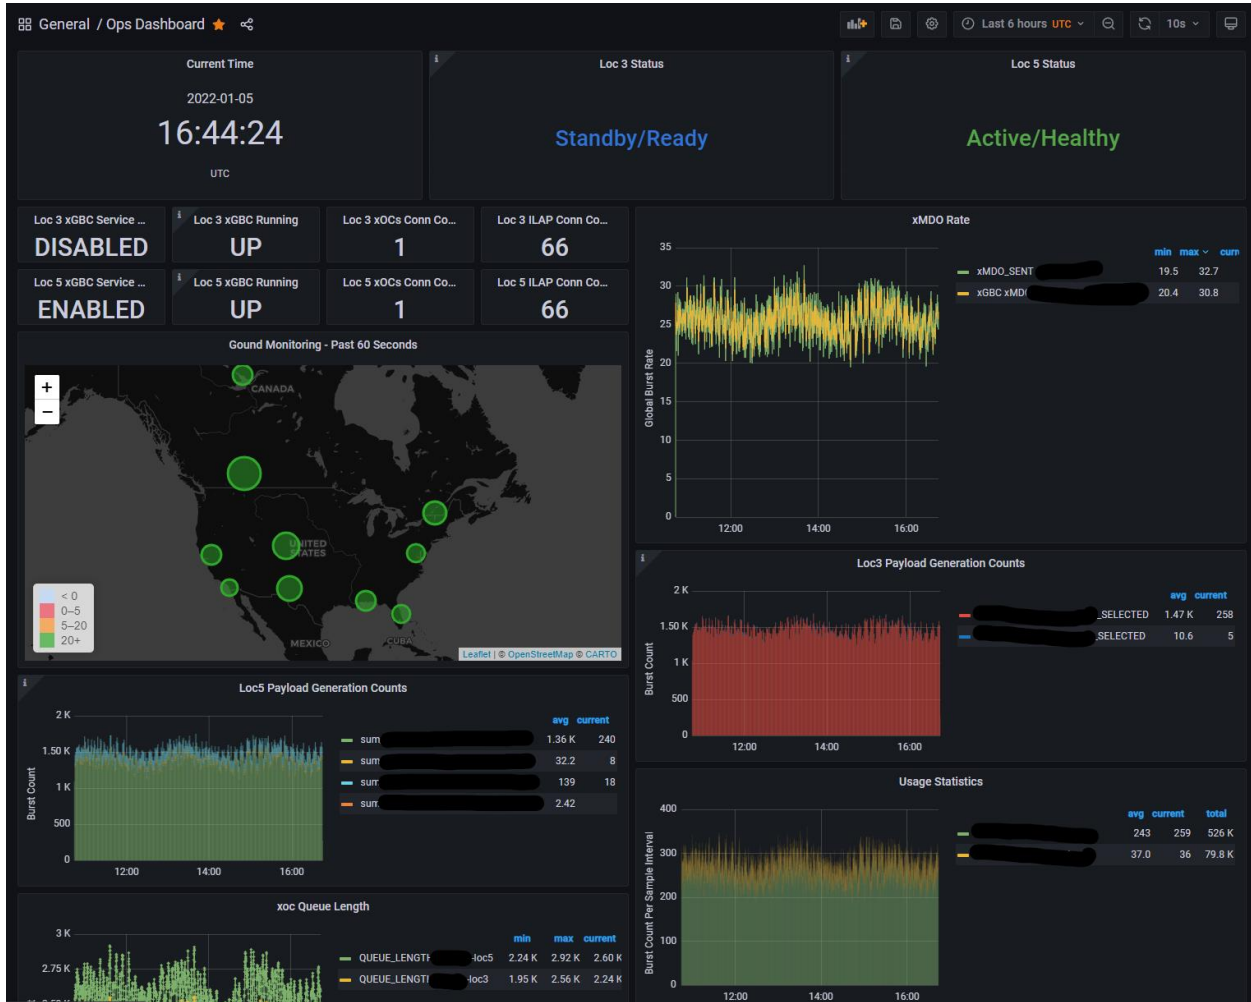 General / Ops Dashboard
Last 6 hours UTC
10s
Current Time
2022-01-05
16:44:24
UTC
Loc 3 Status
Standby/Ready
Loc 5 Status
Active/Healthy
Loc 3 xGBC Service ...
DISABLED
Loc 3 xGBC Running
UP
Loc 3 xOCs Conn Co...
1
Loc 3 ILAP Conn Co...
66
Loc 5 xGBC Service ...
ENABLED
Loc 5 xGBC Running
UP
Loc 5 xOCs Conn Co...
1
Loc 5 ILAP Conn Co...
66
xMDO Rate
Global Burst Rate
35
30
25
20
15
10
5
0
12:00 14:00 16:00
min max curr
xMDO_SENT 19.5 32.7
xGBC xMD 20.4 30.8
Gound Monitoring - Past 60 Seconds
+
−
CANADA
UNITED
STATES
MEXICO
CUBA
< 0
0–5
5–20
20+
Leaflet | © OpenStreetMap © CARTO
Loc3 Payload Generation Counts
Burst Count
2 K
1.50 K
1 K
500
0
12:00 14:00 16:00
avg current
_SELECTED 1.47 K 258
_SELECTED 10.6 5
Loc5 Payload Generation Counts
Burst Count
2 K
1.50 K
1 K
500
0
12:00 14:00 16:00
avg current
sum 1.36 K 240
sum 32.2 8
sum 139 18
sum 2.42
Usage Statistics
Burst Count Per Sample Interval
400
300
200
100
0
12:00 14:00 16:00
avg current total
243 259 526 K
37.0 36 79.8 K
xoc Queue Length
3 K
2.75 K
min max current
QUEUE_LENGTH -loc5 2.24 K 2.92 K 2.60 K
QUEUE_LENGTH -loc3 1.95 K 2.56 K 2.24 K